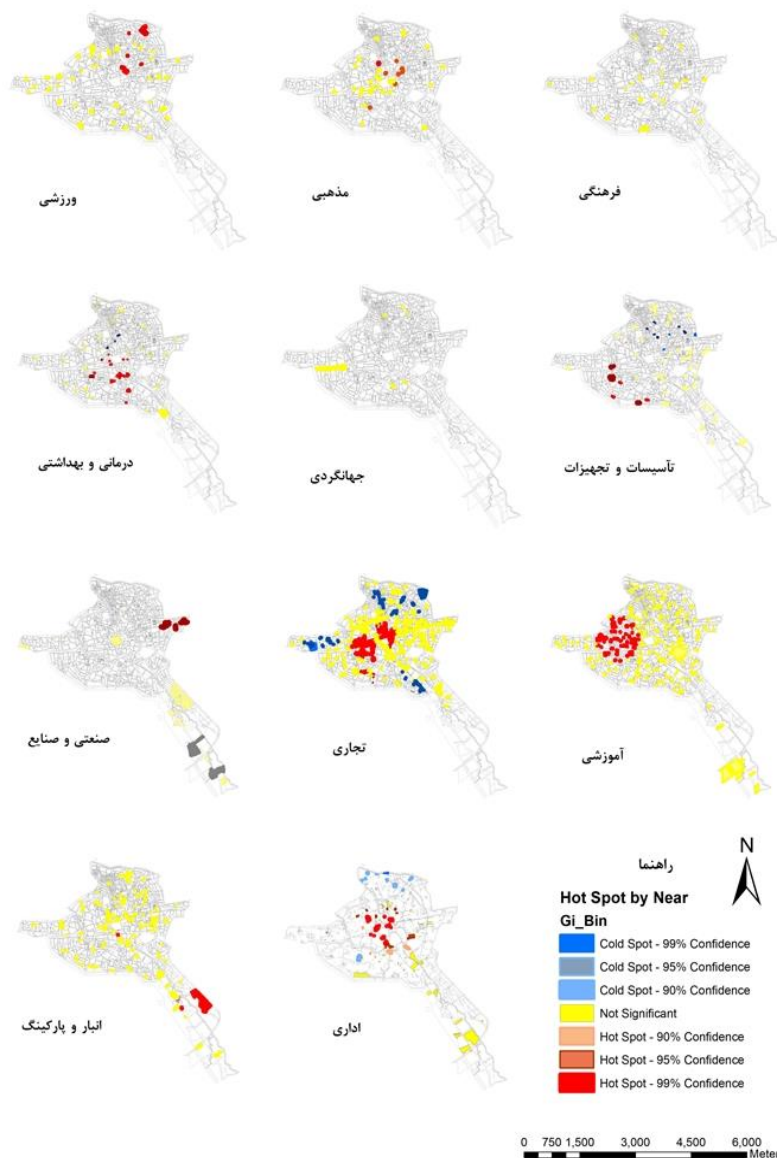 ورزشی
مذهبی
فرهنگی
درمانی و بهداشتی
جهانگردی
تآسیسات و تجهیزات
صنعتی و صنایع
تجاری
آموزشی
انبار و پارکینگ
اداری
راهنما
N
Hot Spot by Near
Gi_Bin
Cold Spot - 99% Confidence
Cold Spot - 95% Confidence
Cold Spot - 90% Confidence
Not Significant
Hot Spot - 90% Confidence
Hot Spot - 95% Confidence
Hot Spot - 99% Confidence
0 750 1,500 3,000 4,500 6,000
Meter